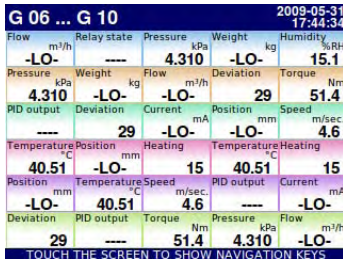 G 06 ... G 10 2009-05-31
17:44:34
Flow Relay state Pressure Weight Humidity
m³/h kPa kg %RH
-LO- ---- 4.310 -LO- 15.1
Pressure Weight Flow Deviation Torque
kPa kg m³/h Nm
4.310 -LO- -LO- 29 51.4
PID output Deviation Current Position Speed
mA mm m/sec.
---- 29 -LO- -LO- 4.6
Temperature Position Heating Temperature Heating
°C mm °C
40.51 -LO- 15 40.51 15
Position Temperature Speed PID output Current
mm °C m/sec. mA
-LO- 40.51 4.6 ---- -LO-
Deviation PID output Torque Pressure Flow
Nm kPa m³/h
29 ---- 51.4 4.310 -LO-
TOUCH THE SCREEN TO SHOW NAVIGATION KEYS